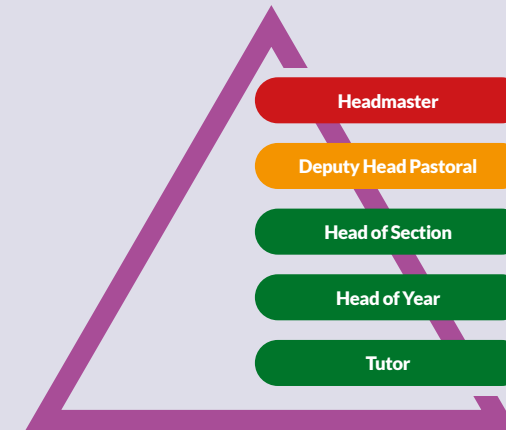 Headmaster
Deputy Head Pastoral
Head of Section
Head of Year
Tutor